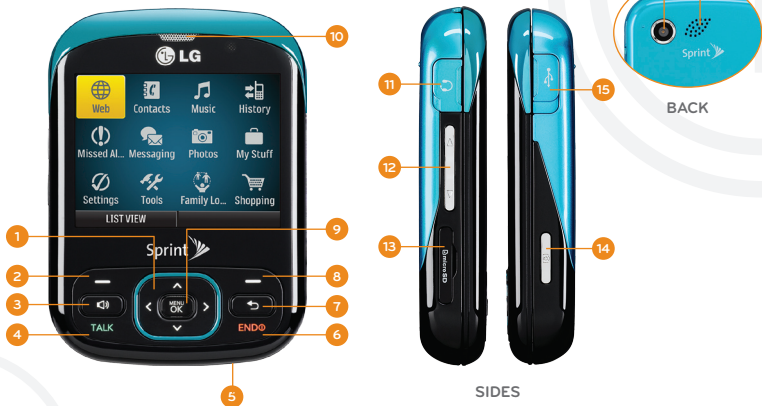 10
LG
Web Contacts Music History
Missed Al... Messaging Photos My Stuff
Settings Tools Family Lo... Shopping
LIST VIEW
Sprint
1
9
2
8
3
MENU
OK
7
4
TALK
END
6
5
11
15
12
13
microSD
14
SIDES
Sprint
BACK